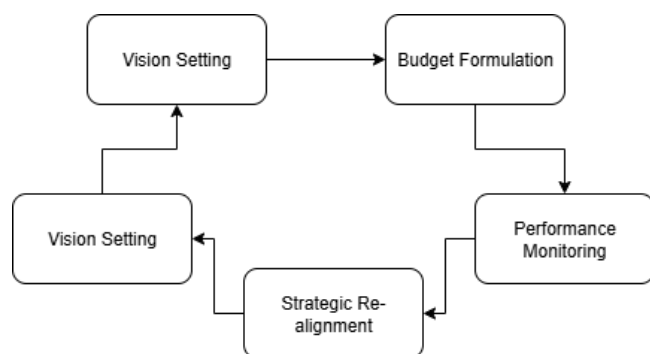 Vision Setting
Budget Formulation
Performance
Monitoring
Strategic Re-
alignment
Vision Setting